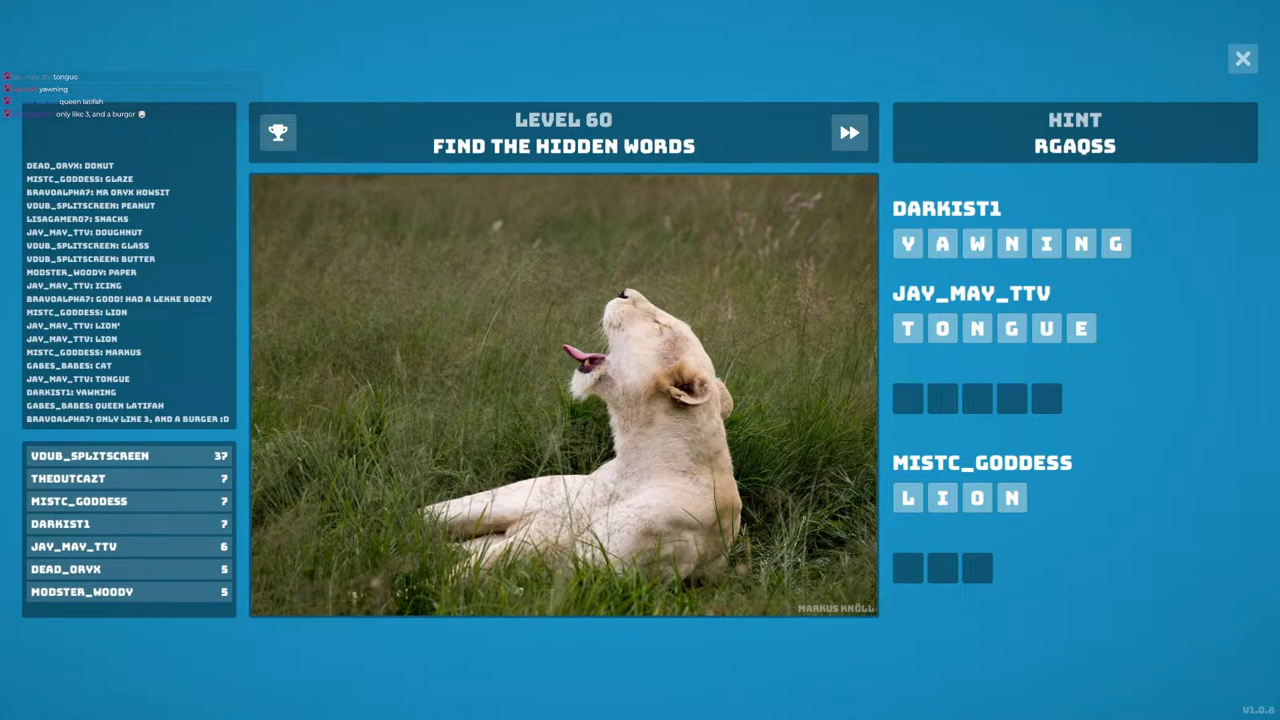 tongue
yawning
queen latifah
only like 3, and a burger
DEAD_ORYX: DONUT
MISTC_GODDESS: GLAZE
BRAVOALPHA7: MR ORYX HOWSIT
VDUB_SPLITSCREEN: PEANUT
LISAGAMER07: SNACKS
JAY_MAY_TTV: DOUGHNUT
VDUB_SPLITSCREEN: GLASS
VDUB_SPLITSCREEN: BUTTER
MODSTER_WOODY: PAPER
JAY_MAY_TTV: ICING
BRAVOALPHA7: GOOD! HAD A LEKKE BOOZY
MISTC_GODDESS: LION
JAY_MAY_TTV: LION'
JAY_MAY_TTV: LION
MISTC_GODDESS: MARKUS
GABES_BABES: CAT
JAY_MAY_TTV: TONGUE
DARKIST1: YAWNING
GABES_BABES: QUEEN LATIFAH
BRAVOALPHA7: ONLY LIKE 3, AND A BURGER :D
VDUB_SPLITSCREEN 37
THEOUTCAZT 7
MISTC_GODDESS 7
DARKIST1 7
JAY_MAY_TTV 6
DEAD_ORYX 5
MODSTER_WOODY 5
LEVEL 60
FIND THE HIDDEN WORDS
MARKUS KNÖLL
HINT
RGAQSS
DARKIST1
YAWNING
JAY_MAY_TTV
TONGUE
MISTC_GODDESS
LION
V1.0.8